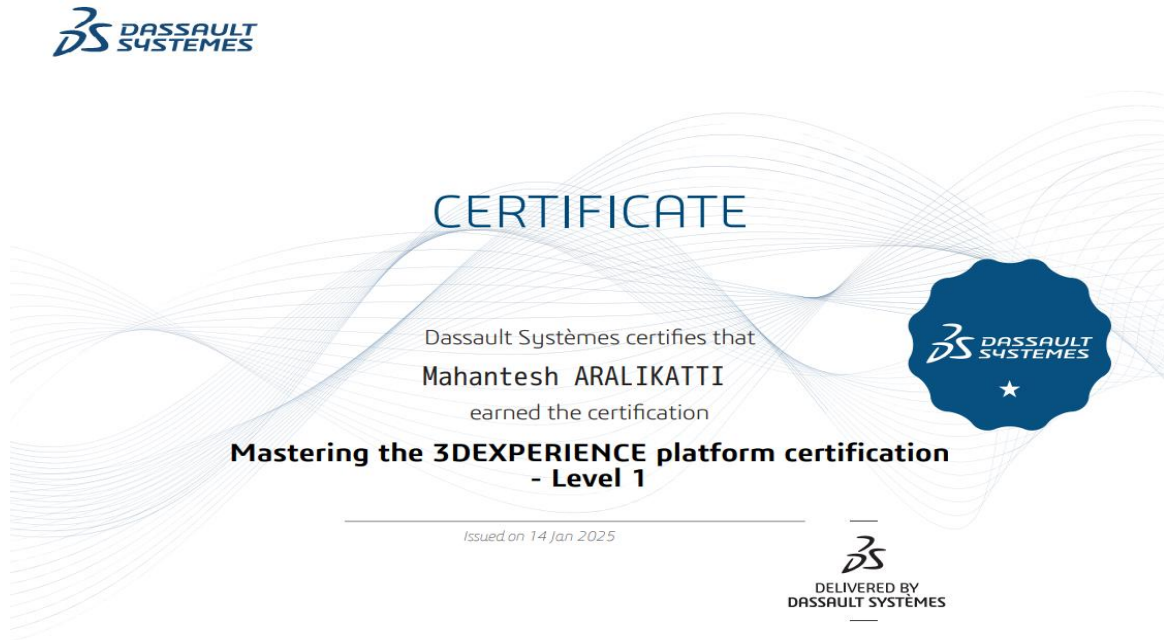 DASSAULT
SYSTEMES
CERTIFICATE
Dassault Systèmes certifies that
Mahantesh ARALIKATTI
earned the certification
Mastering the 3DEXPERIENCE platform certification
- Level 1
DASSAULT
SYSTEMES
Issued on 14 Jan 2025
DELIVERED BY
DASSAULT SYSTÈMES